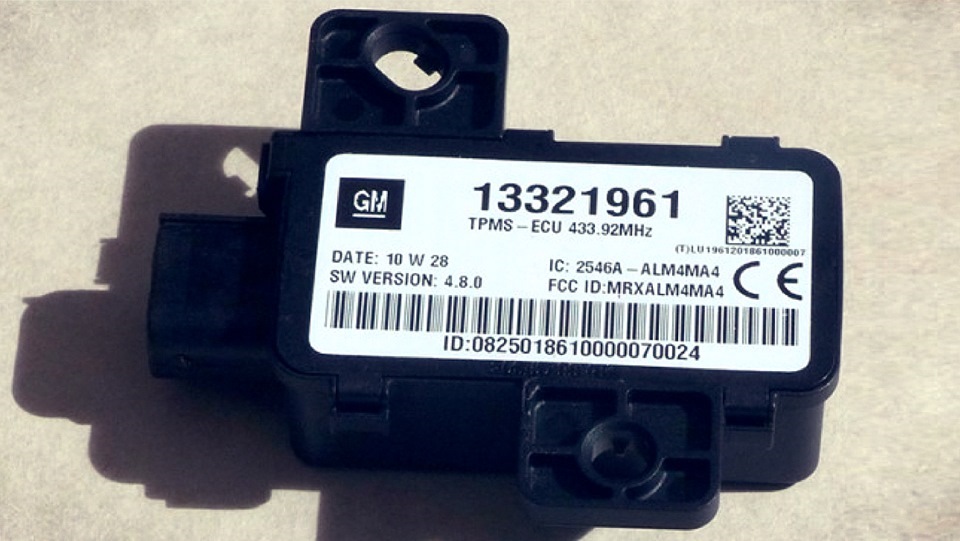 GM
13321961
TPMS-ECU 433.92MHz
(T)LU1961201861000007
DATE: 10 W 28
IC: 2546A-ALM4MA4
SW VERSION: 4.8.0
FCC ID:MRXALM4MA4
CE
ID:0825018610000070024